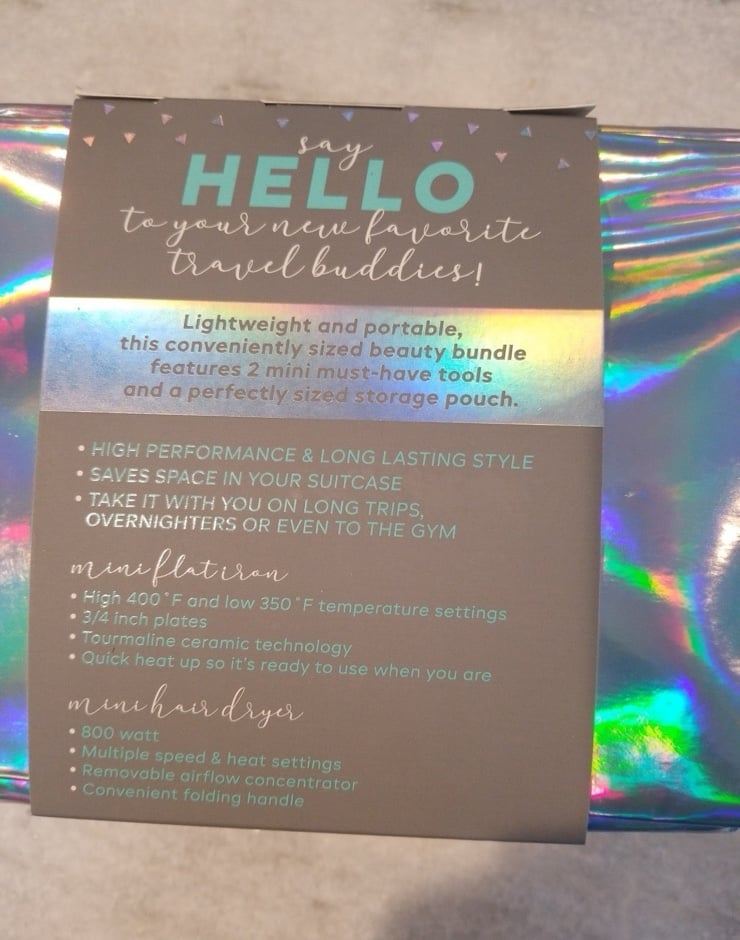 say
HELLO
to your new favorite
travel buddies!
Lightweight and portable,
this conveniently sized beauty bundle
features 2 mini must-have tools
and a perfectly sized storage pouch.
• HIGH PERFORMANCE & LONG LASTING STYLE
• SAVES SPACE IN YOUR SUITCASE
• TAKE IT WITH YOU ON LONG TRIPS,
OVERNIGHTERS OR EVEN TO THE GYM
mini flat iron
• High 400°F and low 350°F temperature settings
• 3/4 inch plates
• Tourmaline ceramic technology
• Quick heat up so it's ready to use when you are
mini hair dryer
• 800 watt
• Multiple speed & heat settings
• Removable airflow concentrator
• Convenient folding handle